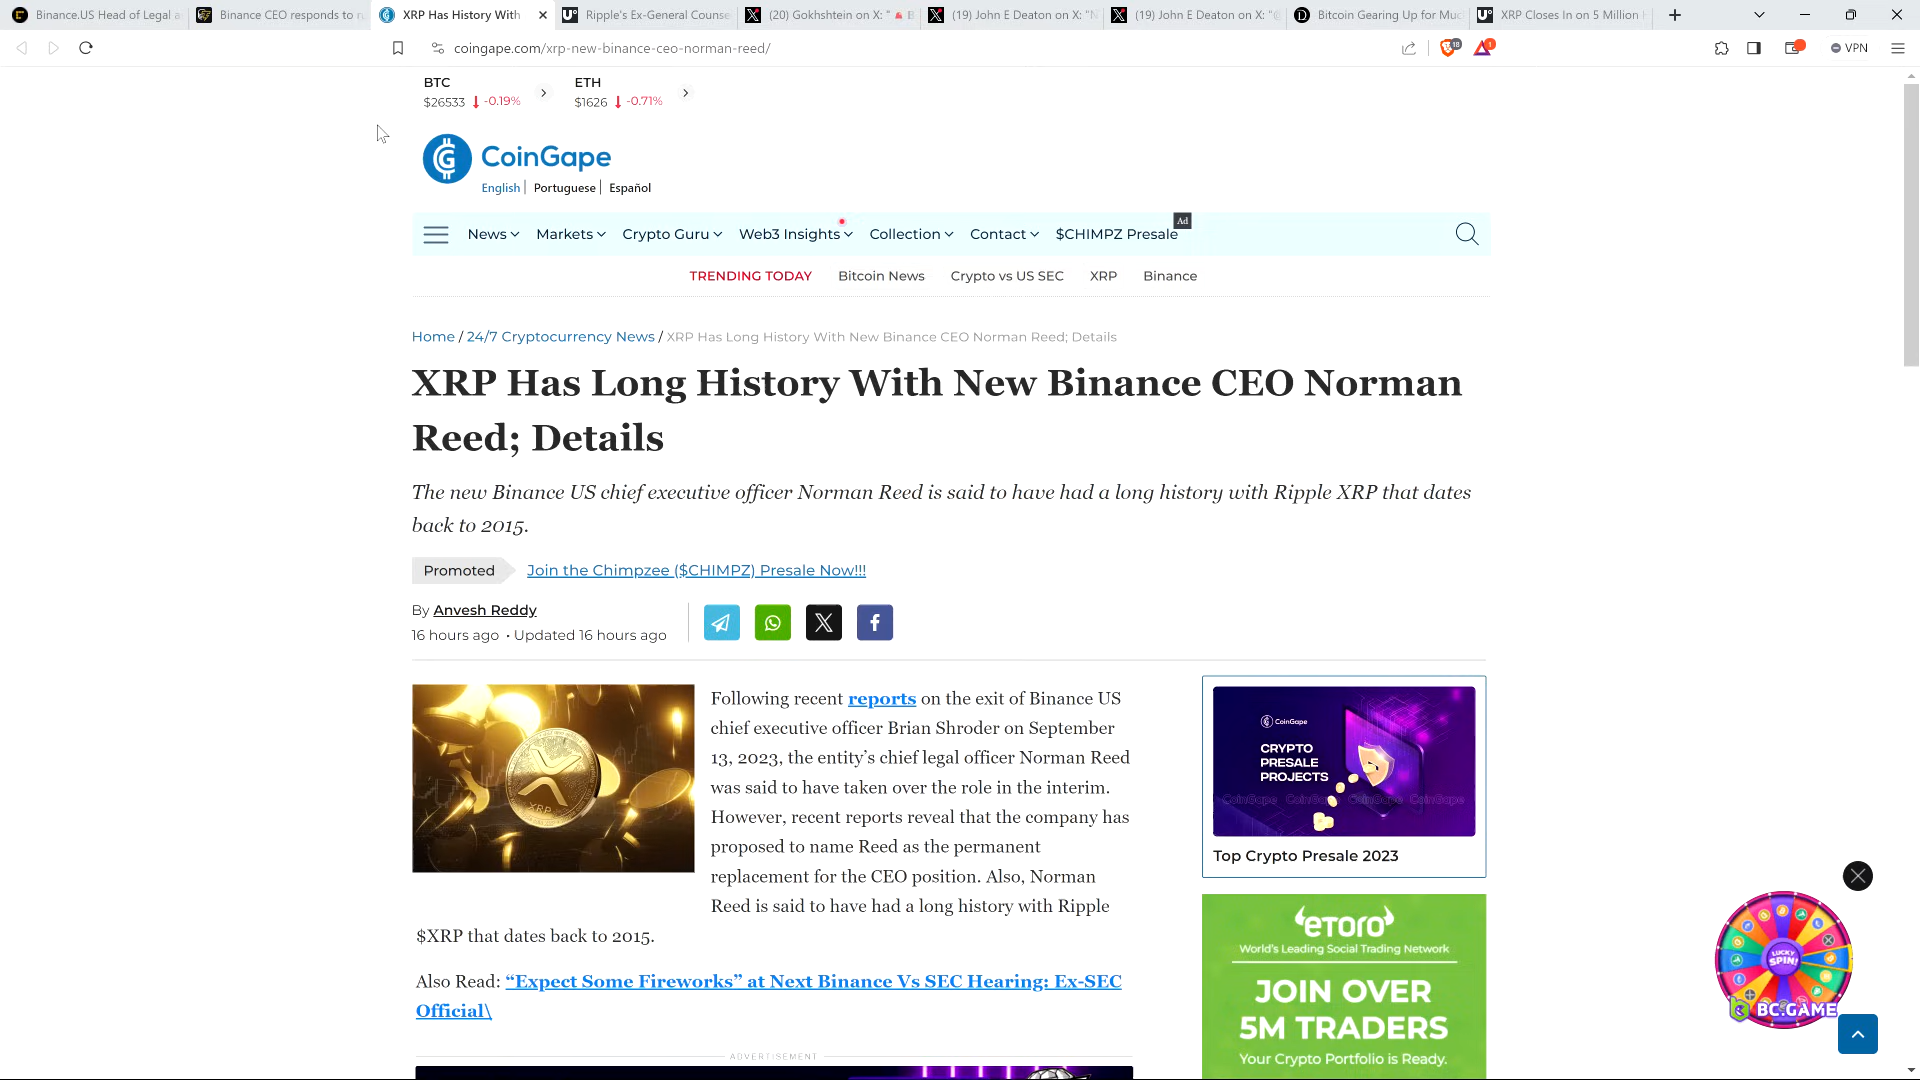 Binance.US Head of Legal a
Binance CEO responds to r
XRP Has History With
Ripple's Ex-General Counse
(20) Gokhshtein on X: "
(19) John E Deaton on X: "N
(19) John E Deaton on X: "@
Bitcoin Gearing Up for Muc
XRP Closes In on 5 Million
coingape.com/xrp-new-binance-ceo-norman-reed/
18
1
VPN
BTC
$26533 -0.19%
ETH
$1626 -0.71%
CoinGape
English | Portuguese | Español
News Markets Crypto Guru Web3 Insights Collection Contact $CHIMPZ Presale Ad
TRENDING TODAY Bitcoin News Crypto vs US SEC XRP Binance
Home / 24/7 Cryptocurrency News / XRP Has Long History With New Binance CEO Norman Reed; Details
XRP Has Long History With New Binance CEO Norman
Reed; Details
The new Binance US chief executive officer Norman Reed is said to have had a long history with Ripple XRP that dates
back to 2015.
Promoted Join the Chimpzee ($CHIMPZ) Presale Now!!!
By Anvesh Reddy
16 hours ago • Updated 16 hours ago
XRP
Following recent reports on the exit of Binance US
chief executive officer Brian Shroder on September
13, 2023, the entity's chief legal officer Norman Reed
was said to have taken over the role in the interim.
However, recent reports reveal that the company has
proposed to name Reed as the permanent
replacement for the CEO position. Also, Norman
Reed is said to have had a long history with Ripple
$XRP that dates back to 2015.
Also Read: “Expect Some Fireworks” at Next Binance Vs SEC Hearing: Ex-SEC
Official\
ADVERTISEMENT
CoinGape
CRYPTO
PRESALE
PROJECTS
CoinGape CoinGape CoinGape CoinGape
Top Crypto Presale 2023
eToro
World's Leading Social Trading Network
JOIN OVER
5M TRADERS
Your Crypto Portfolio is Ready.
LUCKY
SPIN!
BC.GAME